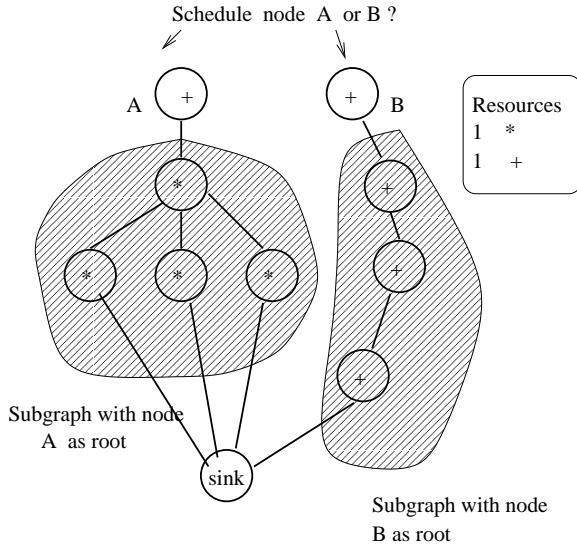 Schedule node A or B ?
A
+
+
B
Resources
1 *
1 +
*
+
*
*
*
+
+
Subgraph with node
A as root
sink
Subgraph with node
B as root